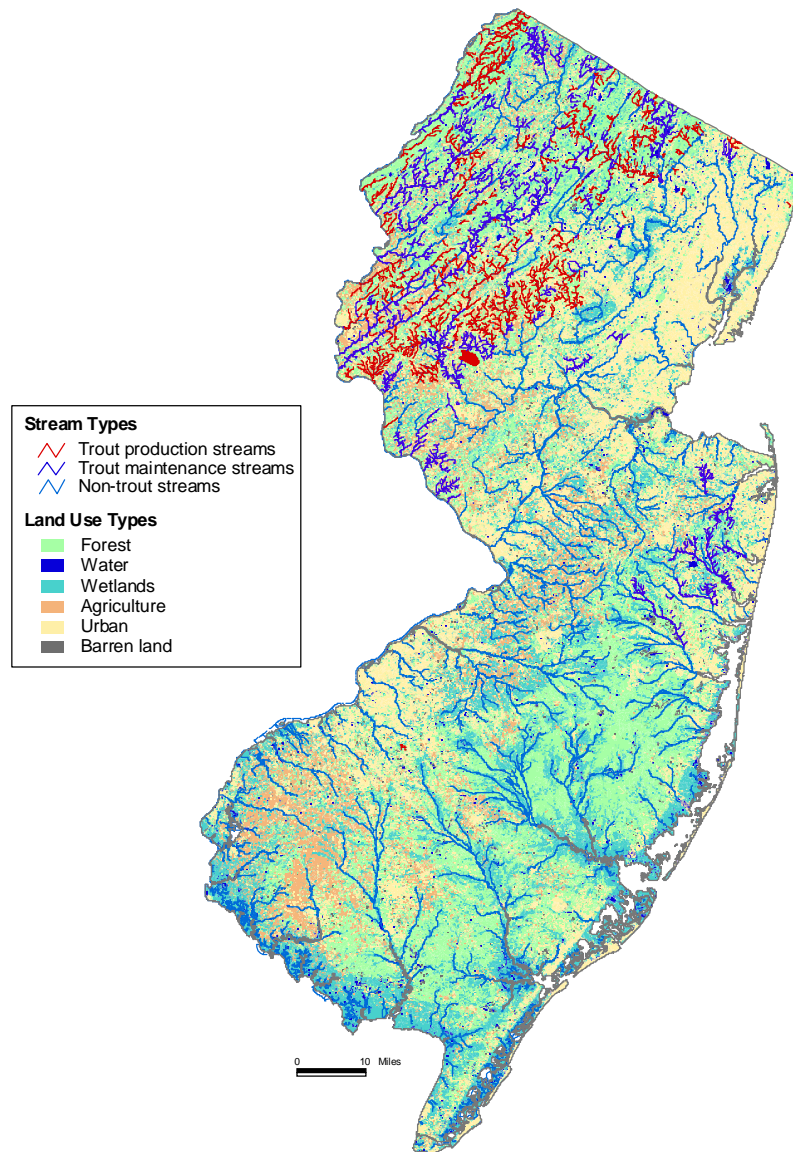 Stream Types
Trout production streams
Trout maintenance streams
Non-trout streams
Land Use Types
Forest
Water
Wetlands
Agriculture
Urban
Barren land
0 10 Miles